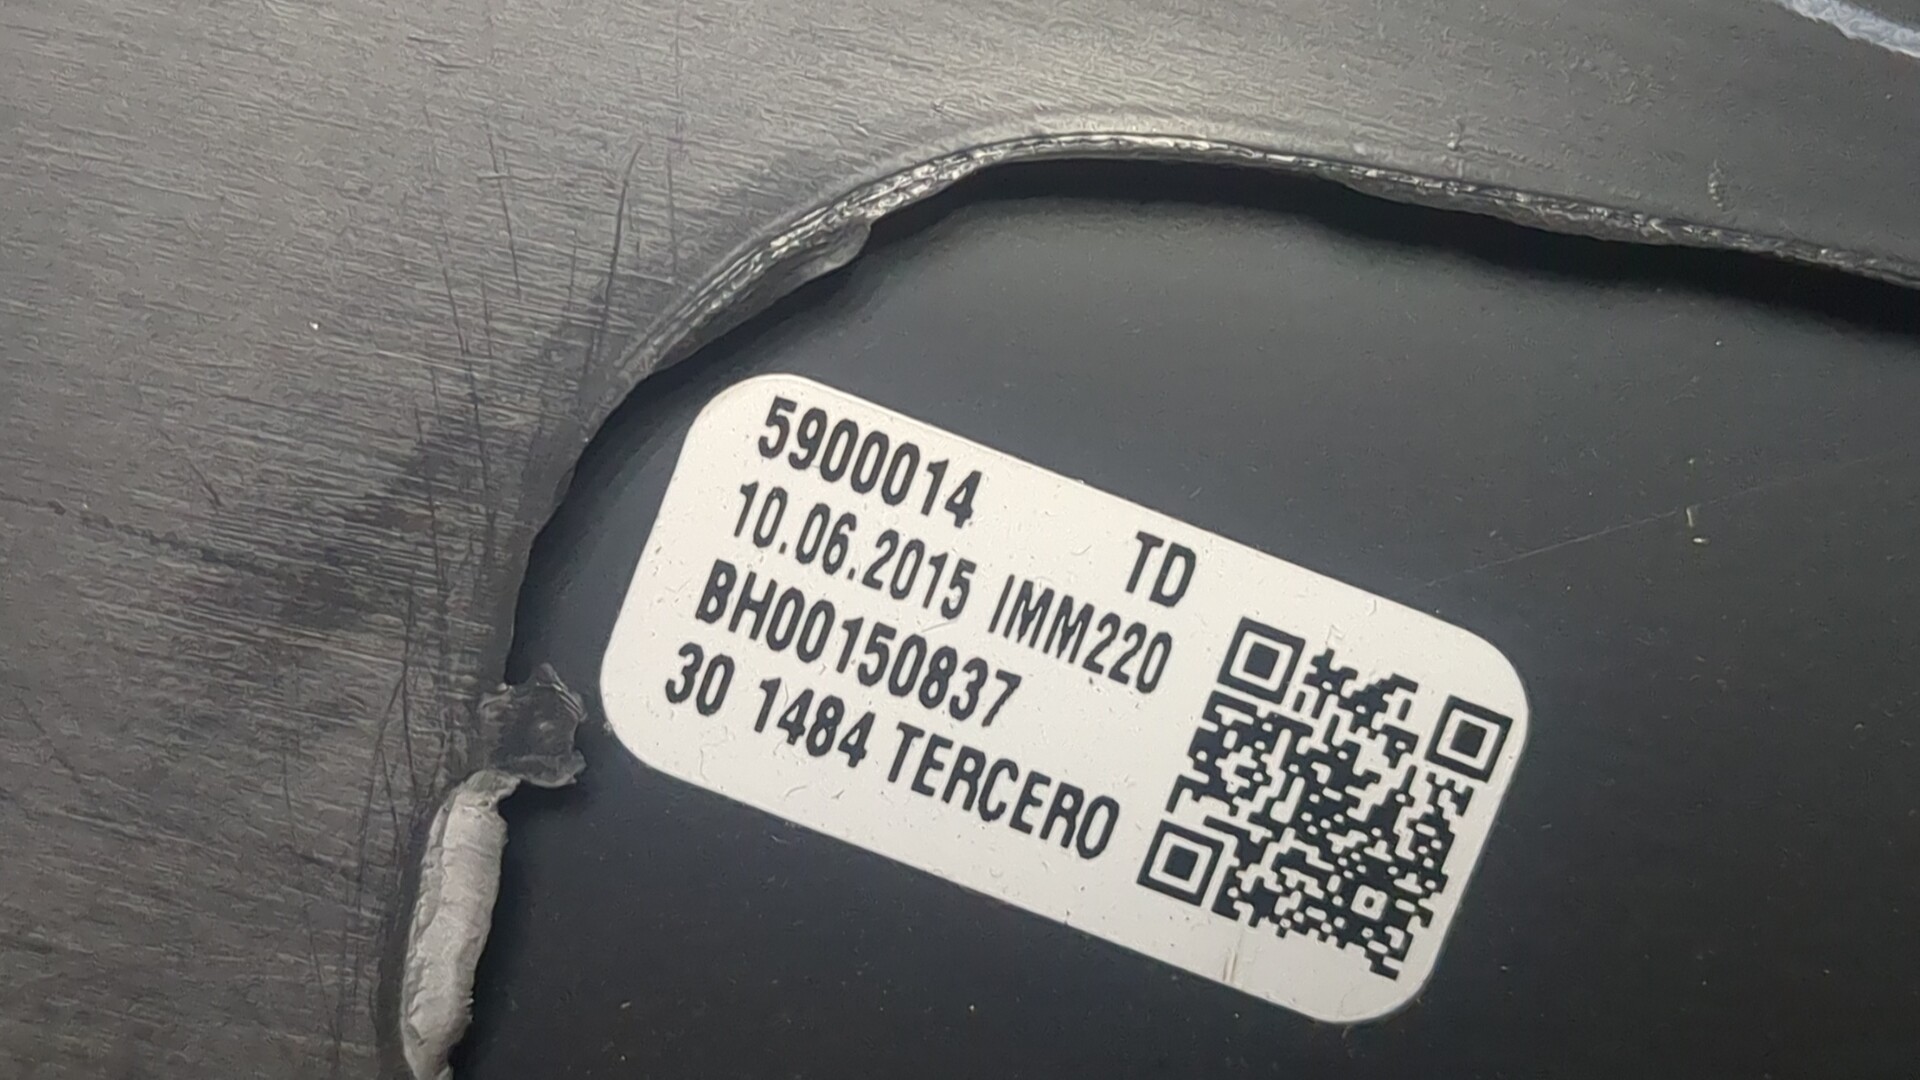 5900014 TD
10.06.2015 IMM220
BH00150837
30 1484 TERCERO